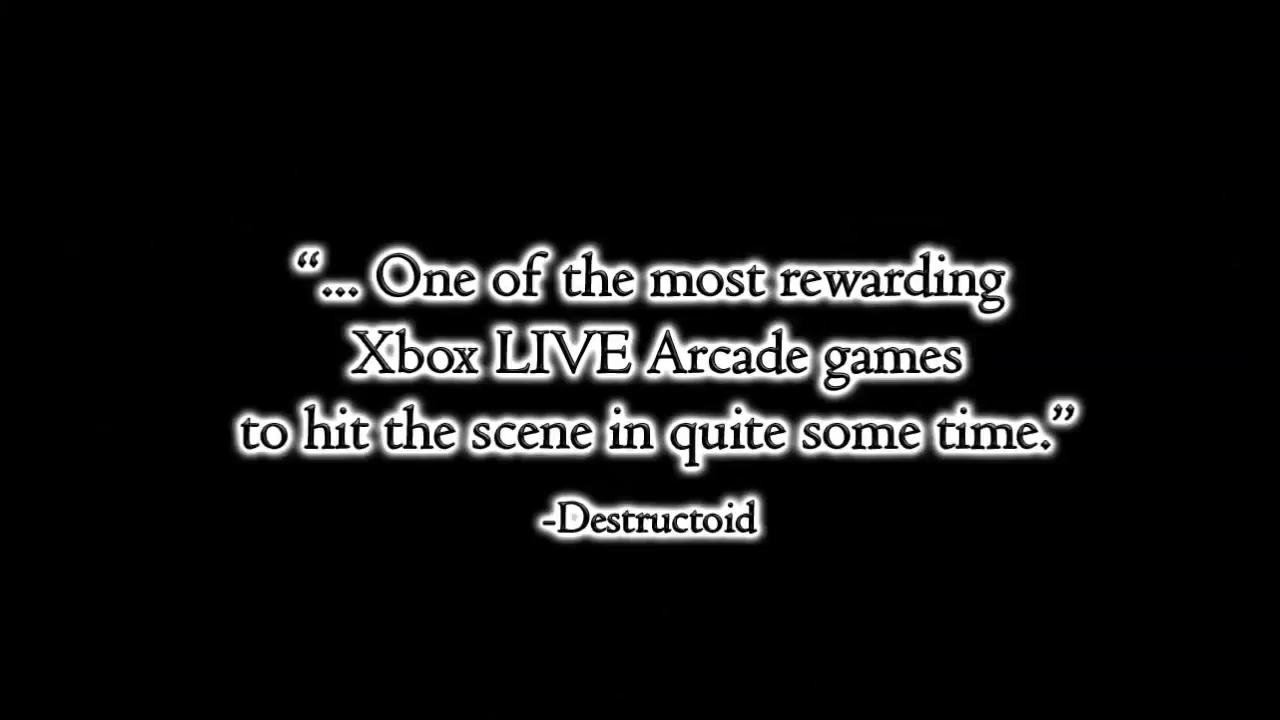 “... One of the most rewarding
Xbox LIVE Arcade games
to hit the scene in quite some time.”
-Destructoid